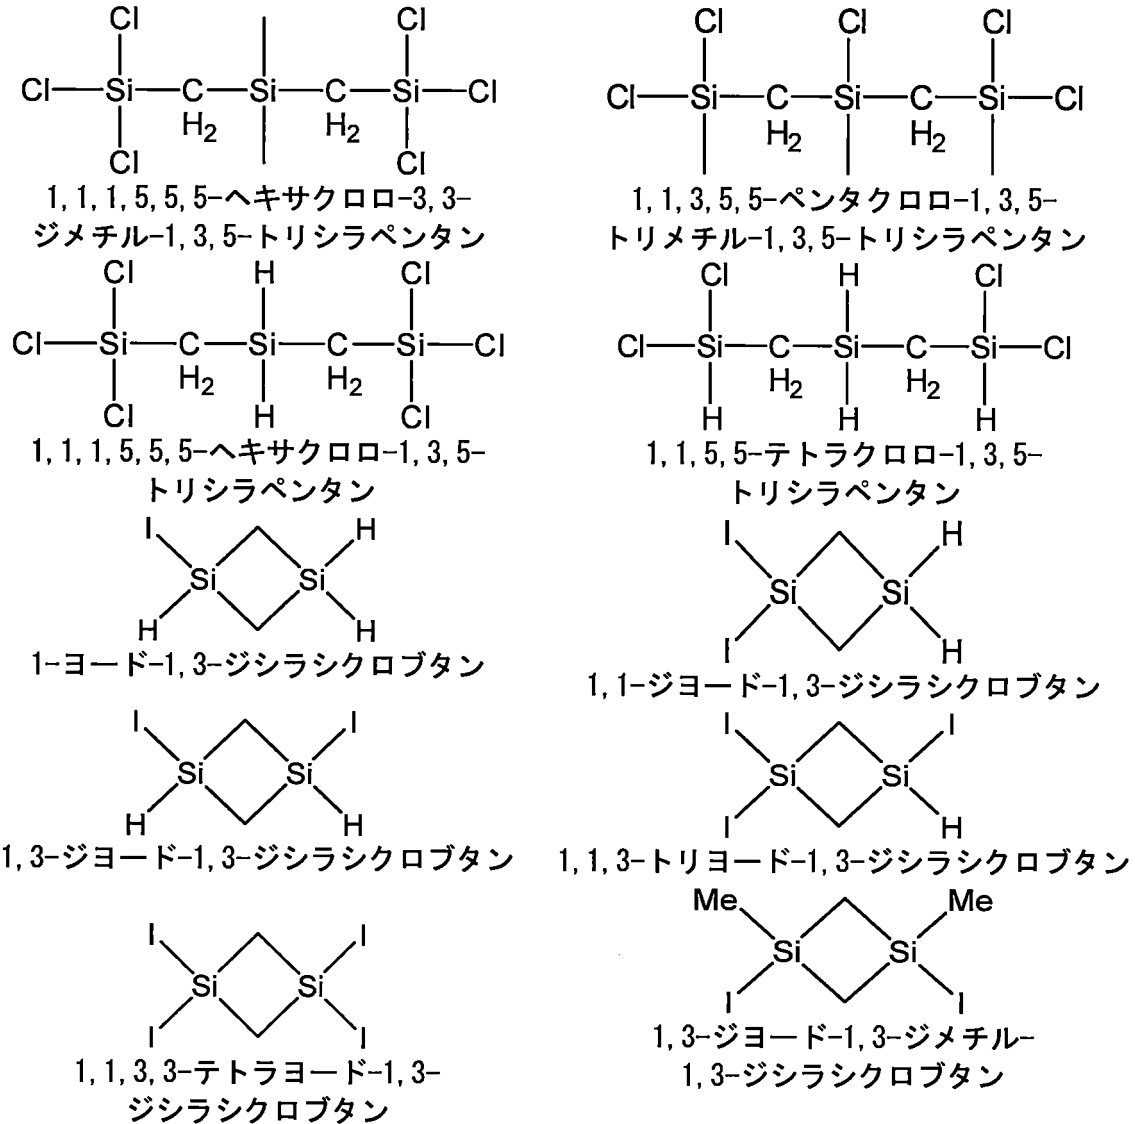 Cl Cl Cl Cl Cl
Cl Si C Si C Si Cl Cl Si C Si C Si Cl
H2 H2 H2 H2
Cl Cl
1,1,1,5,5,5-ヘキサクロロ-3,3- 1,1,3,5,5-ペンタクロロ-1,3,5-
ジメチル-1,3,5-トリシラペンタン トリメチル-1,3,5-トリシラペンタン
Cl H Cl Cl H Cl
Cl Si C Si C Si Cl Cl Si C Si C Si Cl
H2 H2 H2 H2
Cl H Cl H H H
1,1,1,5,5,5-ヘキサクロロ-1,3,5- 1,1,5,5-テトラクロロ-1,3,5-
トリシラペンタン トリシラペンタン
I H I H
Si Si Si Si
H H I H
1-ヨード-1,3-ジシラシクロブタン 1,1-ジヨード-1,3-ジシラシクロブタン
I I I I
Si Si Si Si
H H I H
1,3-ジヨード-1,3-ジシラシクロブタン 1,1,3-トリヨード-1,3-ジシラシクロブタン
I I Me Me
Si Si Si Si
I I I I
1,1,3,3-テトラヨード-1,3- 1,3-ジヨード-1,3-ジメチル-
ジシラシクロブタン 1,3-ジシラシクロブタン